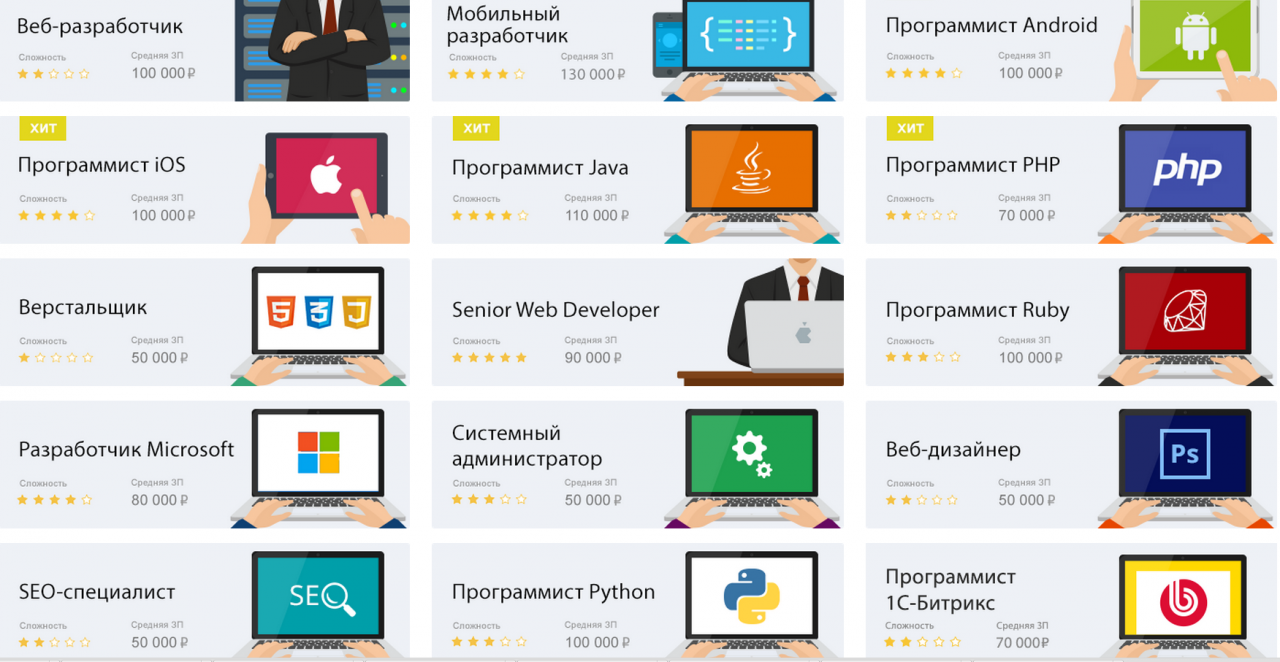 Веб-разработчик
Сложность Средняя ЗП
100 000 ₽
Мобильный
разработчик
Сложность Средняя ЗП
130 000 ₽
Программист Android
Сложность Средняя ЗП
100 000 ₽
ХИТ
Программист iOS
Сложность Средняя ЗП
100 000 ₽
ХИТ
Программист Java
Сложность Средняя ЗП
110 000 ₽
ХИТ
Программист PHP
Сложность Средняя ЗП
70 000 ₽
php
Верстальщик
Сложность Средняя ЗП
50 000 ₽
5 3 J
Senior Web Developer
Сложность Средняя ЗП
90 000 ₽
Программист Ruby
Сложность Средняя ЗП
100 000 ₽
Разработчик Microsoft
Сложность Средняя ЗП
80 000 ₽
Системный
администратор
Сложность Средняя ЗП
50 000 ₽
Веб-дизайнер
Сложность Средняя ЗП
50 000 ₽
Ps
SEO-специалист
Сложность Средняя ЗП
50 000 ₽
SEO
Программист Python
Сложность Средняя ЗП
100 000 ₽
Программист
1С-Битрикс
Сложность Средняя ЗП
70 000₽
b